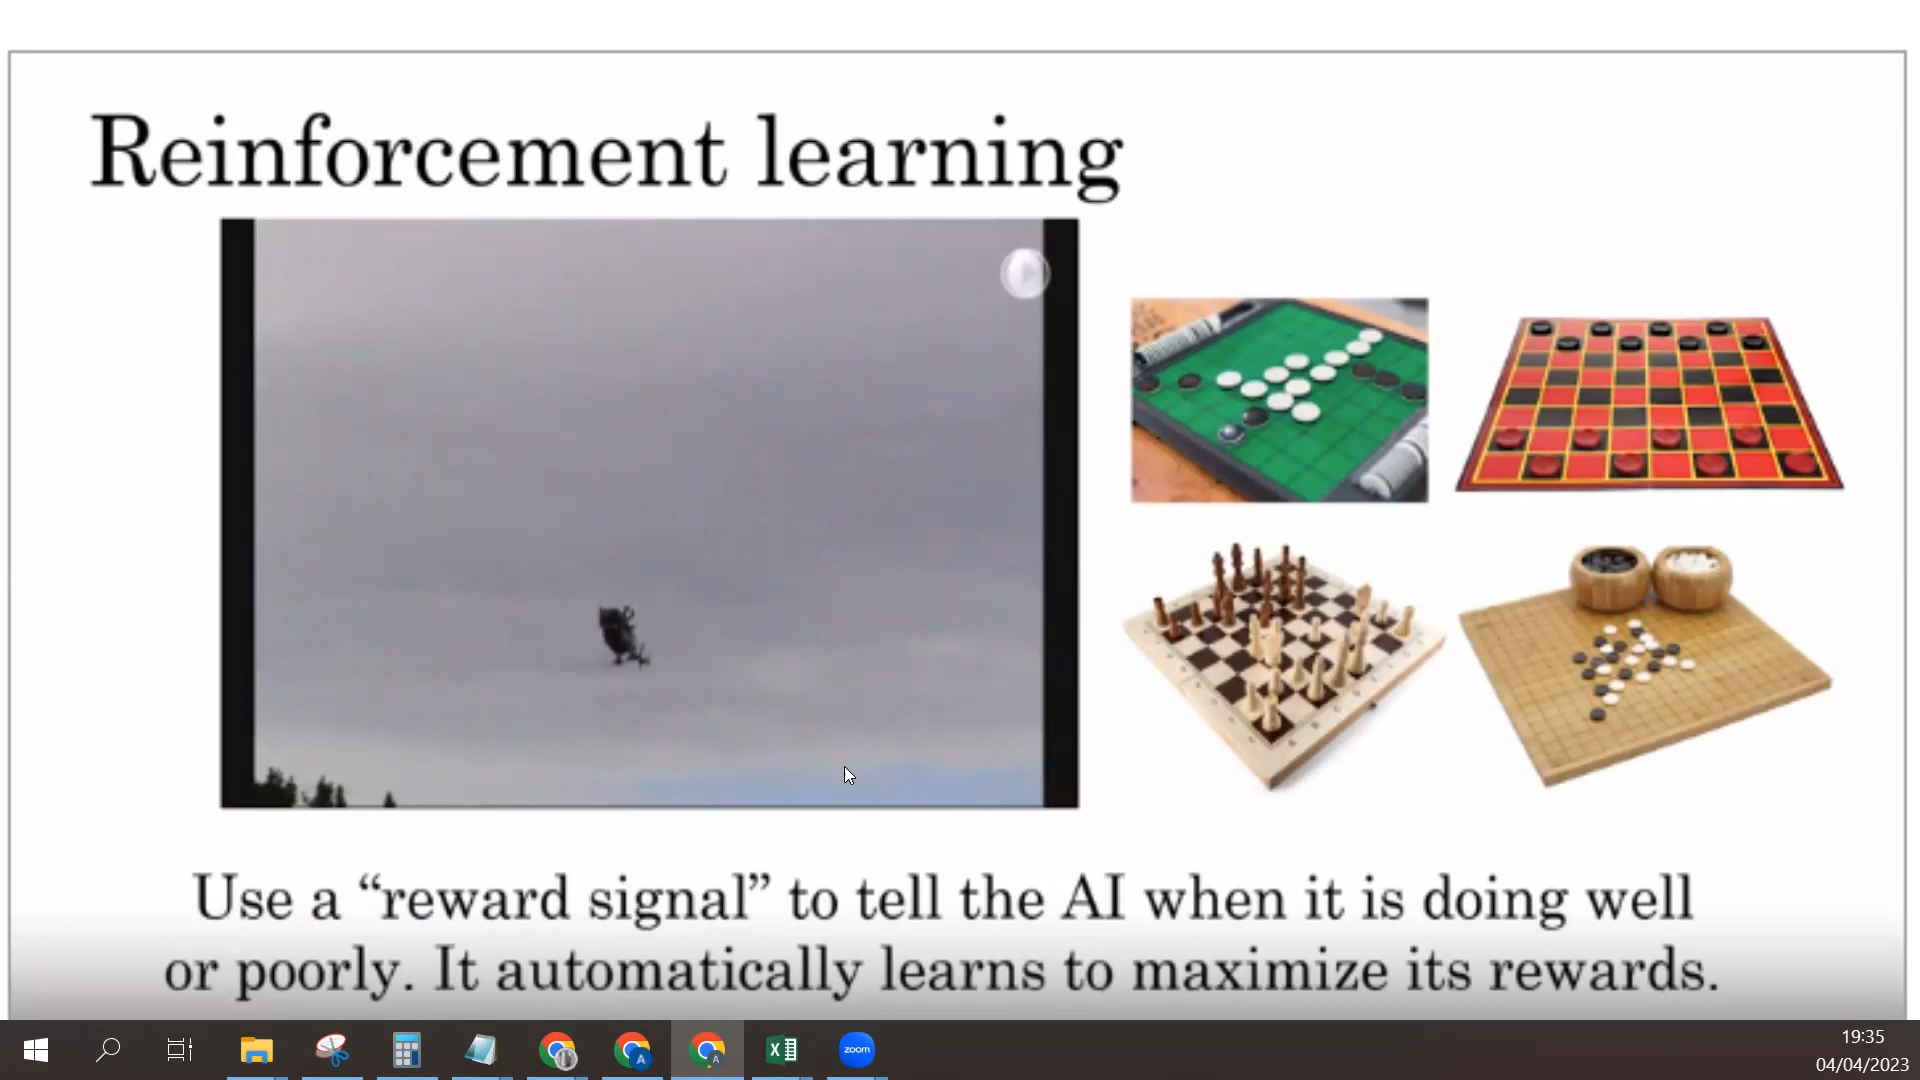 Reinforcement learning
Use a “reward signal” to tell the AI when it is doing well
or poorly. It automatically learns to maximize its rewards.
A
A
zoom
19:35
04/04/2023